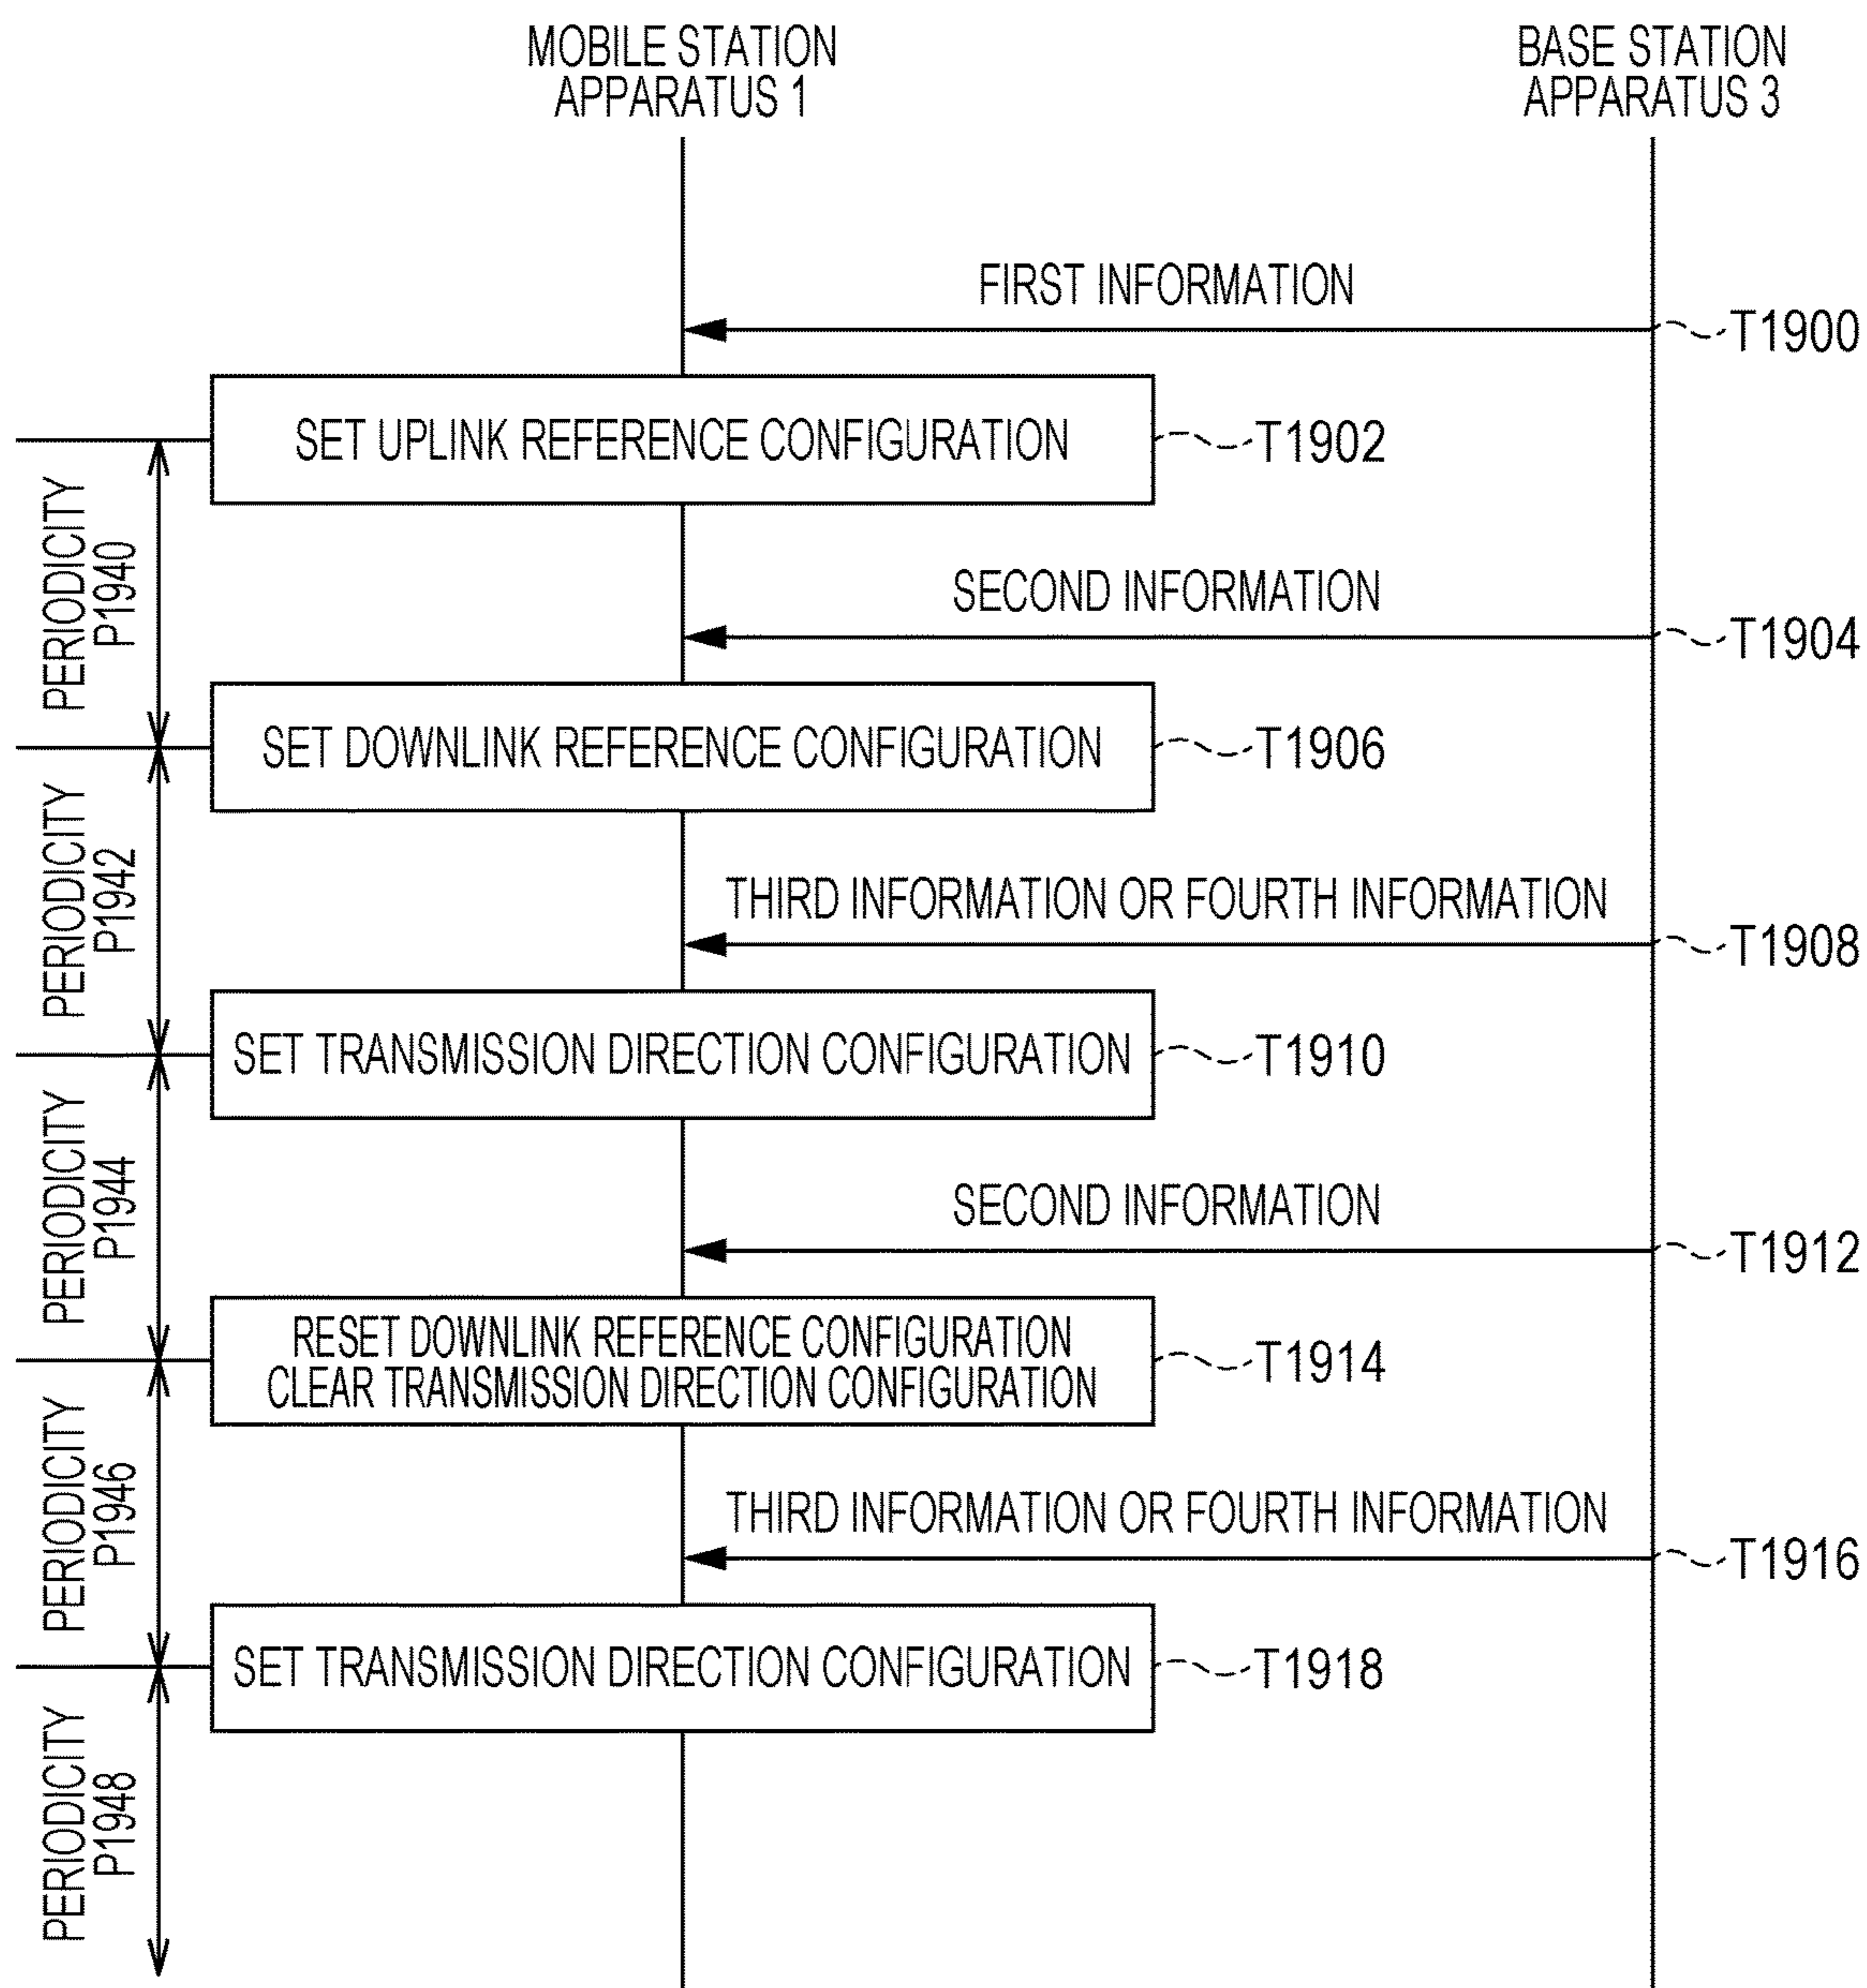 MOBILE STATION
APPARATUS 1
BASE STATION
APPARATUS 3
FIRST INFORMATION
T1900
SET UPLINK REFERENCE CONFIGURATION
T1902
PERIODICITY
P1940
SECOND INFORMATION
T1904
SET DOWNLINK REFERENCE CONFIGURATION
T1906
PERIODICITY
P1942
THIRD INFORMATION OR FOURTH INFORMATION
T1908
SET TRANSMISSION DIRECTION CONFIGURATION
T1910
PERIODICITY
P1944
SECOND INFORMATION
T1912
RESET DOWNLINK REFERENCE CONFIGURATION
CLEAR TRANSMISSION DIRECTION CONFIGURATION
T1914
PERIODICITY
P1946
THIRD INFORMATION OR FOURTH INFORMATION
T1916
SET TRANSMISSION DIRECTION CONFIGURATION
T1918
PERIODICITY
P1948